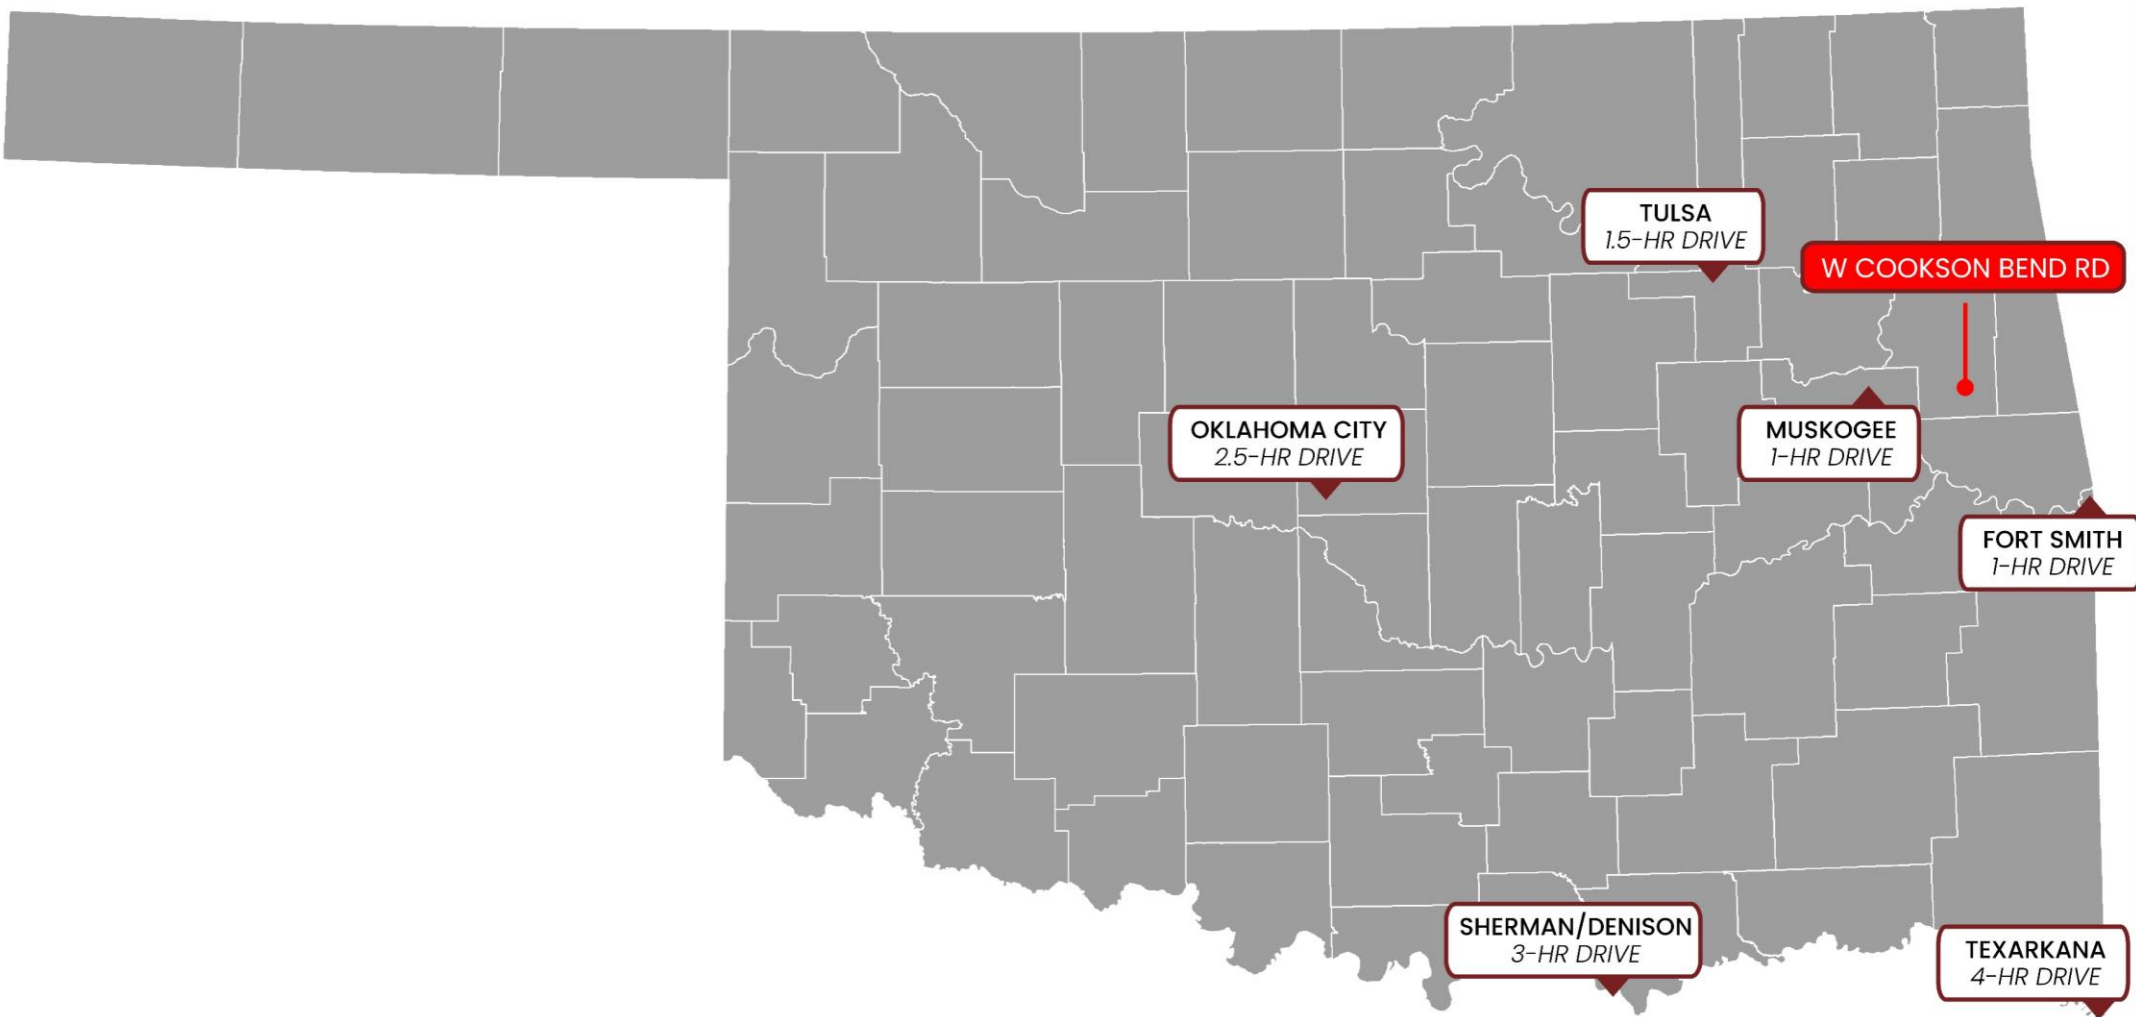 TULSA
1.5-HR DRIVE
W COOKSON BEND RD
OKLAHOMA CITY
2.5-HR DRIVE
MUSKOGEE
1-HR DRIVE
FORT SMITH
1-HR DRIVE
SHERMAN/DENISON
3-HR DRIVE
TEXARKANA
4-HR DRIVE